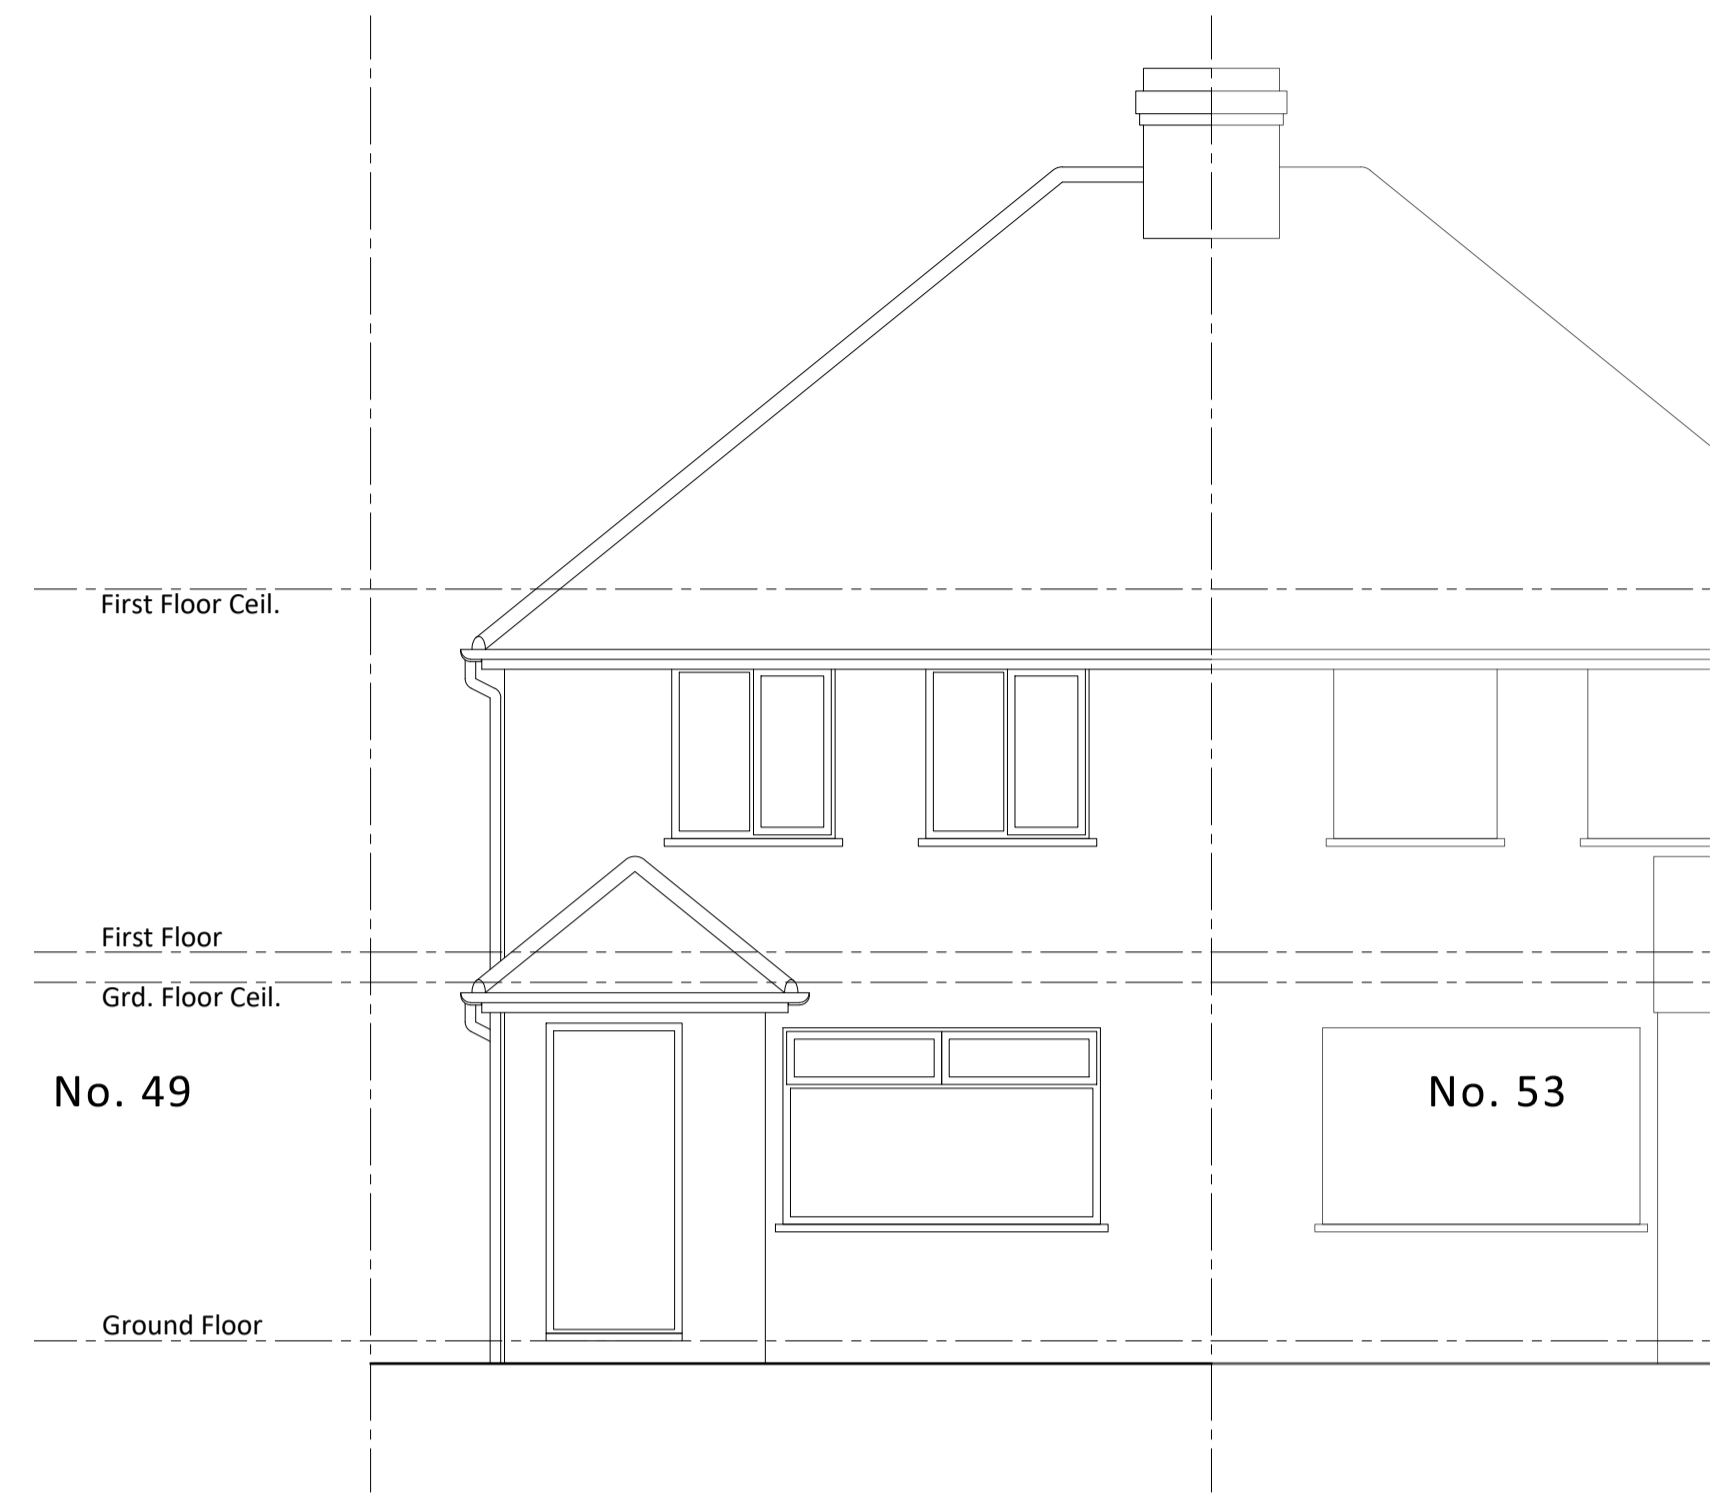 First Floor Ceil.
First Floor
Grd. Floor Ceil.
No. 49
No. 53
Ground Floor